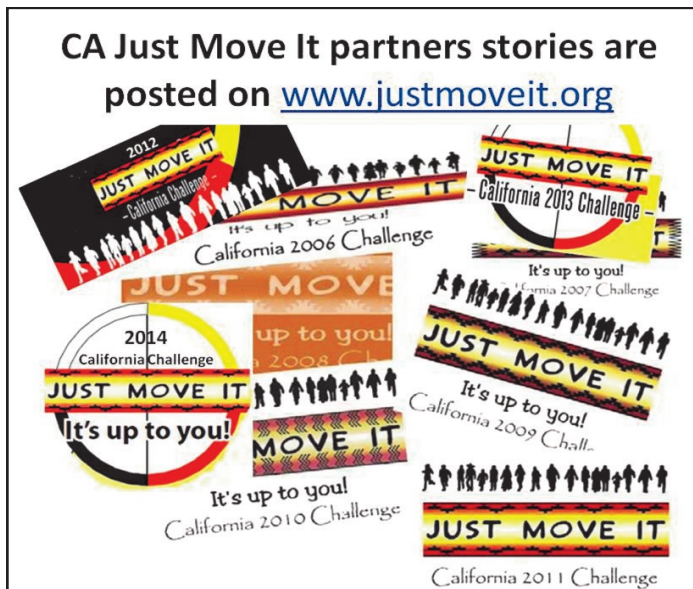 CA Just Move It partners stories are
posted on www.justmoveit.org
2012
JUST MOVE IT
– California Challenge –
MOVE IT
It's up to you!
California 2006 Challenge
JUST MOVE IT
– California 2013 Challenge –
It's up to you!
California 2007 Challenge
JUST MOVE
up to you!
2008
2014
California Challenge
JUST MOVE IT
It's up to you!
JUST MOVE IT
It's up to you!
California 2009 Chall
MOVE IT
It's up to you!
California 2010 Challenge
JUST MOVE IT
California 2011 Challenge